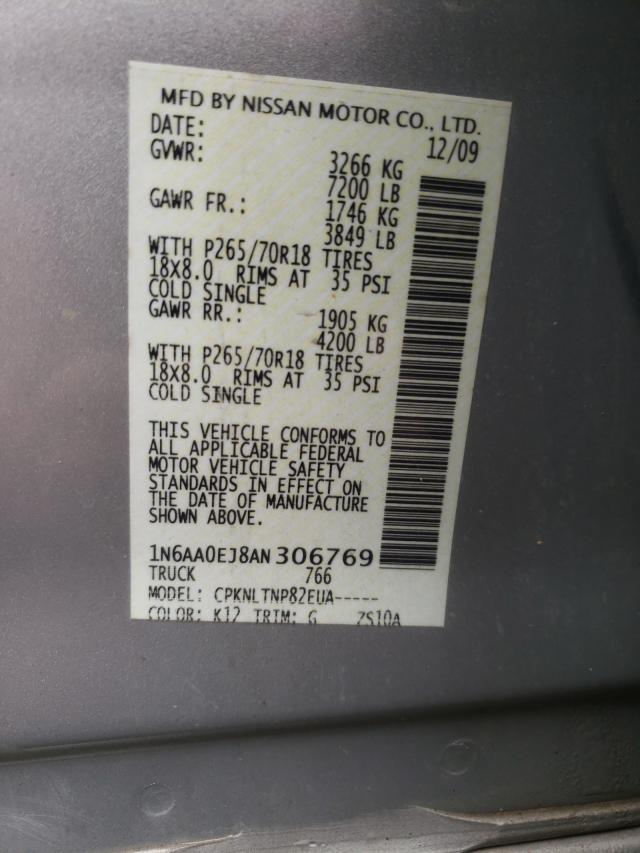 MFD BY NISSAN MOTOR CO., LTD.
DATE: 12/09
GVWR: 3266 KG
7200 LB
GAWR FR.: 1746 KG
3849 LB
WITH P265/70R18 TIRES
18X8.0 RIMS AT 35 PSI
COLD SINGLE
GAWR RR.: 1905 KG
4200 LB
WITH P265/70R18 TIRES
18X8.0 RIMS AT 35 PSI
COLD SINGLE
THIS VEHICLE CONFORMS TO
ALL APPLICABLE FEDERAL
MOTOR VEHICLE SAFETY
STANDARDS IN EFFECT ON
THE DATE OF MANUFACTURE
SHOWN ABOVE.
1N6AA0EJ8AN306769
TRUCK 766
MODEL: CPKNLTNP82EUA-----
COLOR: K12 TRIM: G ZS10A